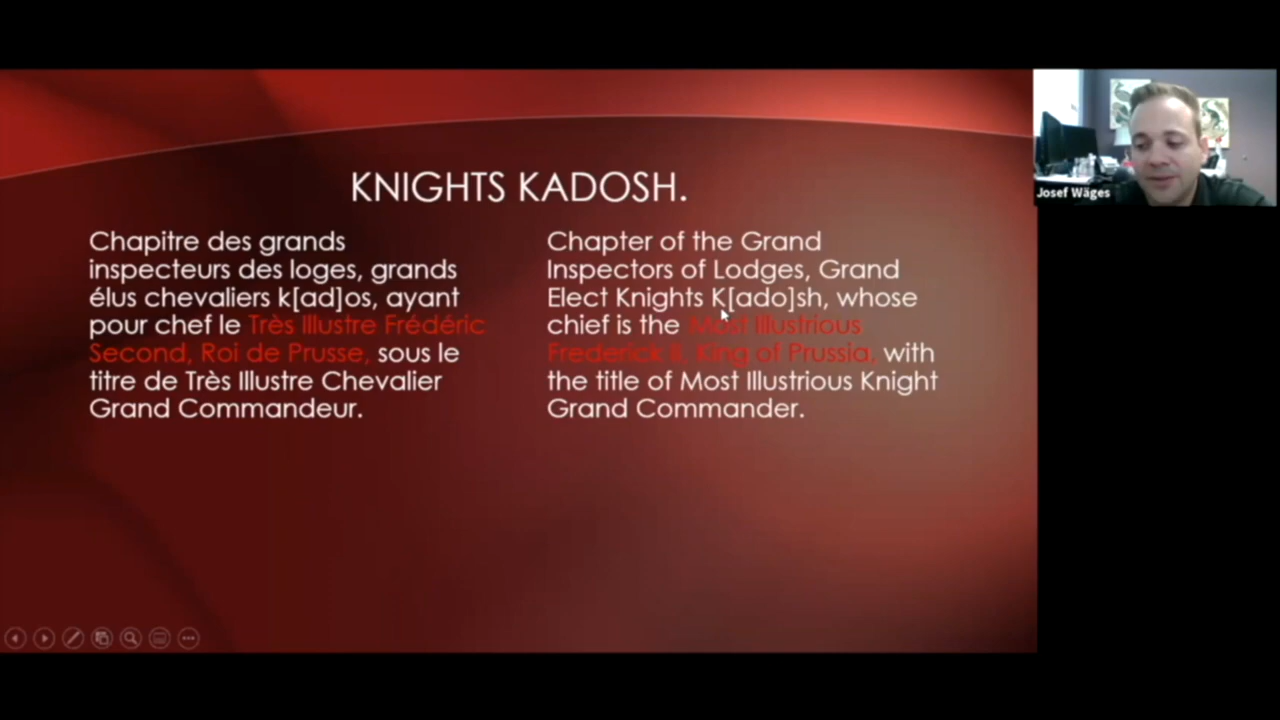 KNIGHTS KADOSH.
Chapitre des grands
inspecteurs des loges, grands
élus chevaliers k[ad]os, ayant
pour chef le Très Illustre Frédéric
Second, Roi de Prusse, sous le
titre de Très Illustre Chevalier
Grand Commandeur.
Chapter of the Grand
Inspectors of Lodges, Grand
Elect Knights K[ado]sh, whose
chief is the Most Illustrious
Frederick II, King of Prussia, with
the title of Most Illustrious Knight
Grand Commander.
Josef Wäges